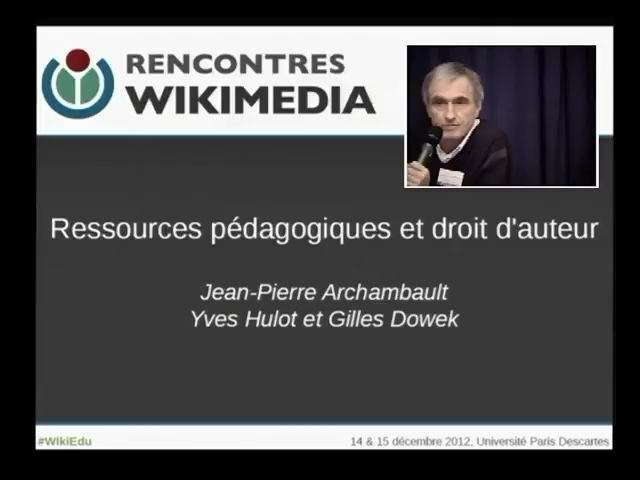 RENCONTRES
WIKIMEDIA
Ressources pédagogiques et droit d'auteur
Jean-Pierre Archambault
Yves Hulot et Gilles Dowek
#WikiEdu
14 & 15 décembre 2012, Université Paris Descartes